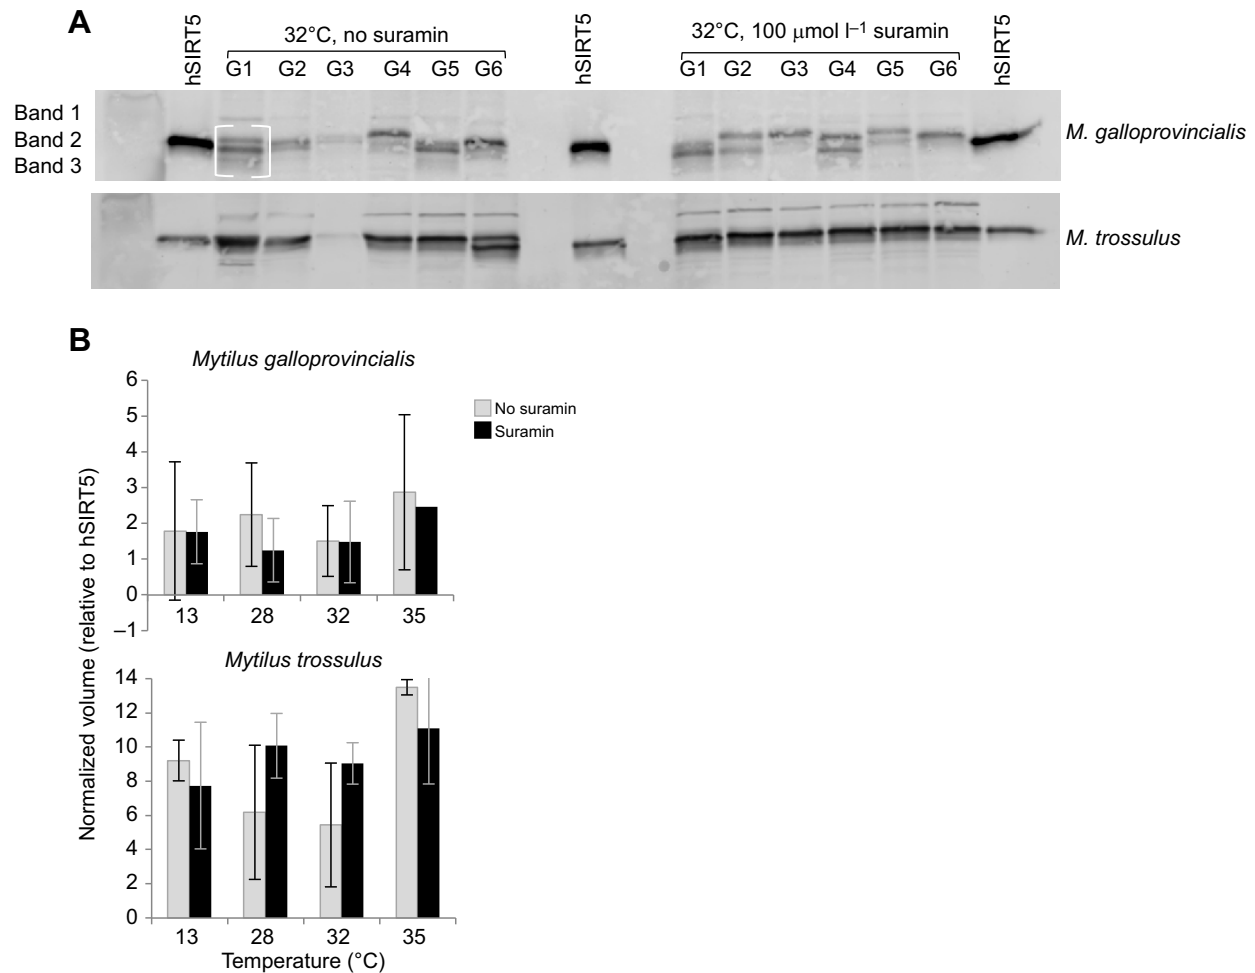 A
hSIRT5
32°C, no suramin
G1 G2 G3 G4 G5 G6
hSIRT5
32°C, 100 μmol l–1 suramin
G1 G2 G3 G4 G5 G6
hSIRT5
Band 1
Band 2
Band 3
M. galloprovincialis
M. trossulus
B
Mytilus galloprovincialis
6
5
4
3
2
1
0
–1
13 28 32 35
No suramin
Suramin
Normalized volume (relative to hSIRT5)
Mytilus trossulus
14
12
10
8
6
4
2
0
13 28 32 35
Temperature (°C)